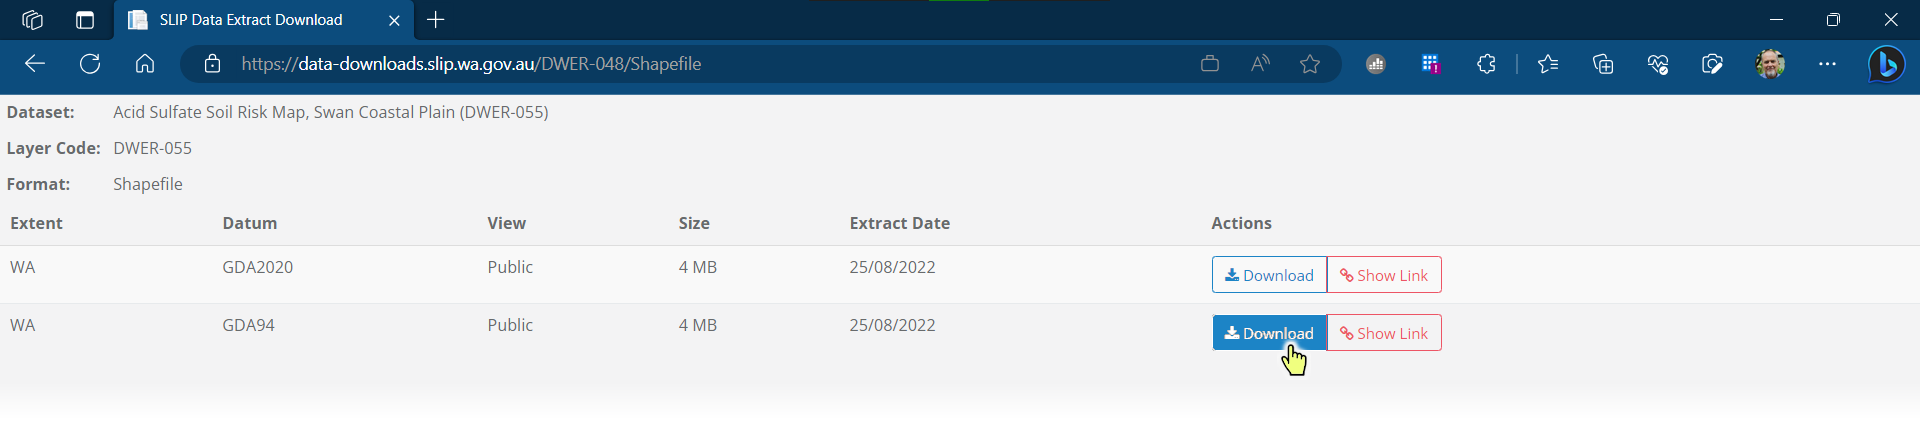 SLIP Data Extract Download
https://data-downloads.slip.wa.gov.au/DWER-048/Shapefile
Dataset: Acid Sulfate Soil Risk Map, Swan Coastal Plain (DWER-055)
Layer Code: DWER-055
Format: Shapefile
Extent Datum View Size Extract Date Actions
WA GDA2020 Public 4 MB 25/08/2022 Download Show Link
WA GDA94 Public 4 MB 25/08/2022 Download Show Link